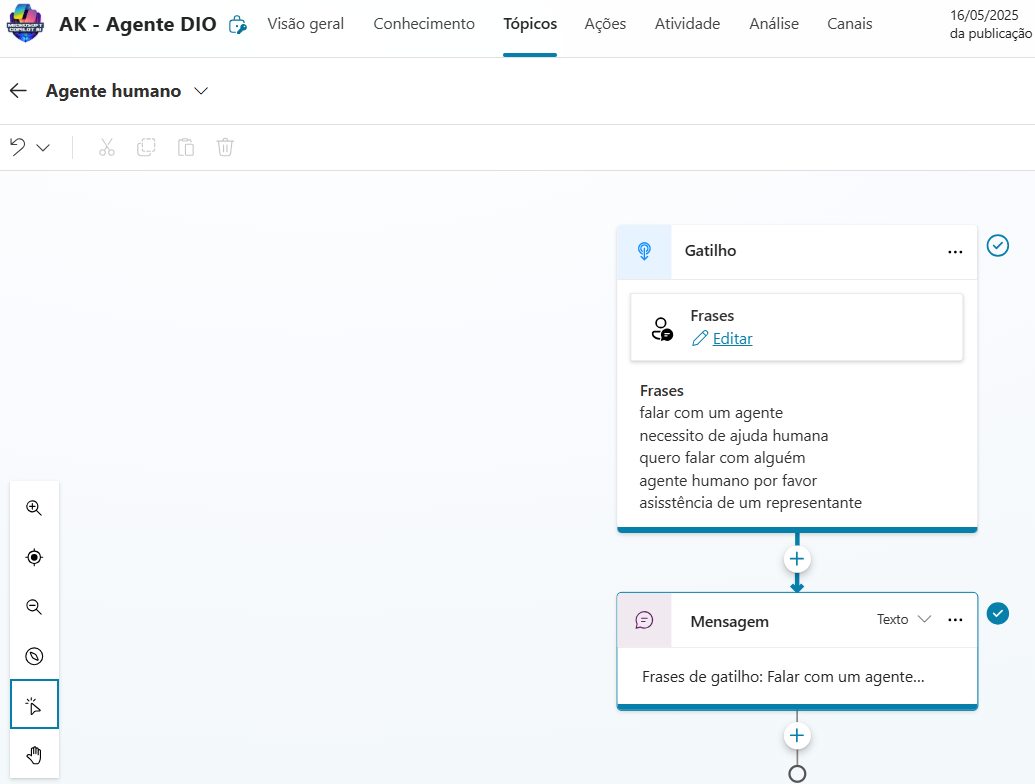 MICROSOFT
COPILOT AI
AK - Agente DIO
Visão geral
Conhecimento
Tópicos
Ações
Atividade
Análise
Canais
16/05/2025
da publicação
Agente humano
Gatilho
Frases
Editar
Frases
falar com um agente
necessito de ajuda humana
quero falar com alguém
agente humano por favor
asisstência de um representante
Mensagem
Texto
Frases de gatilho: Falar com um agente...